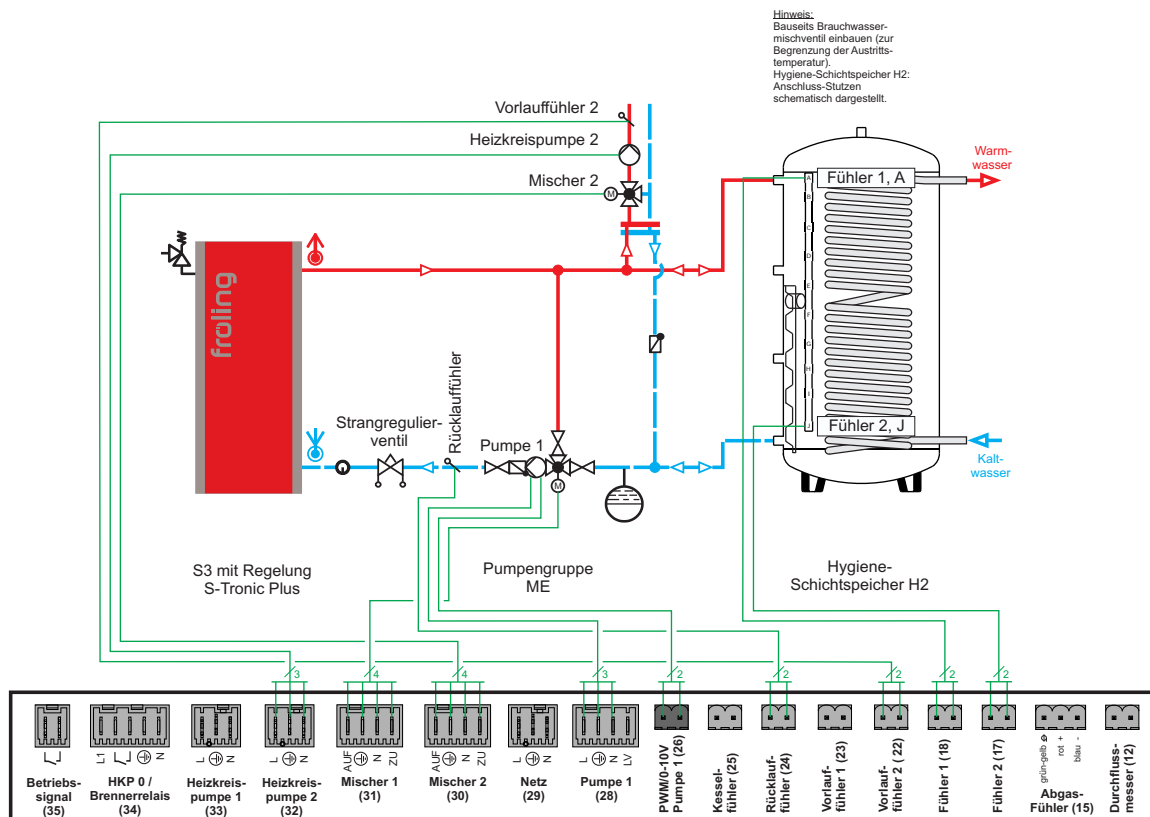 Hinweis:
Bauseits Brauchwasser-
mischventil einbauen (zur
Begrenzung der Austritts-
temperatur).
Hygiene-Schichtspeicher H2:
Anschluss-Stutzen
schematisch dargestellt.
Vorlauffühler 2
Heizkreispumpe 2
Mischer 2
M
Warm-
wasser
Fühler 1, A
A
B
C
D
E
F
G
H
I
J
Fühler 2, J
Kalt-
wasser
froling
Strangregulier-
ventil
Rücklauffühler
Pumpe 1
M
S3 mit Regelung
S-Tronic Plus
Pumpengruppe
ME
Hygiene-
Schichtspeicher H2
3
4
4
3
2
2
2
2
2
Betriebs-
signal
(35)
L1
N
HKP 0 /
Brennerrelais
(34)
L
N
Heizkreis-
pumpe 1
(33)
L
N
Heizkreis-
pumpe 2
(32)
AUF
N
ZU
Mischer 1
(31)
AUF
N
ZU
Mischer 2
(30)
L
N
Netz
(29)
L
N
LV
Pumpe 1
(28)
PWM/0-10V
Pumpe 1 (26)
Kessel-
fühler (25)
Rücklauf-
fühler (24)
Vorlauf-
fühler 1 (23)
Vorlauf-
fühler 2 (22)
Fühler 1 (18)
Fühler 2 (17)
grün-gelb
rot +
blau -
Abgas-
Fühler (15)
Durchfluss-
messer (12)